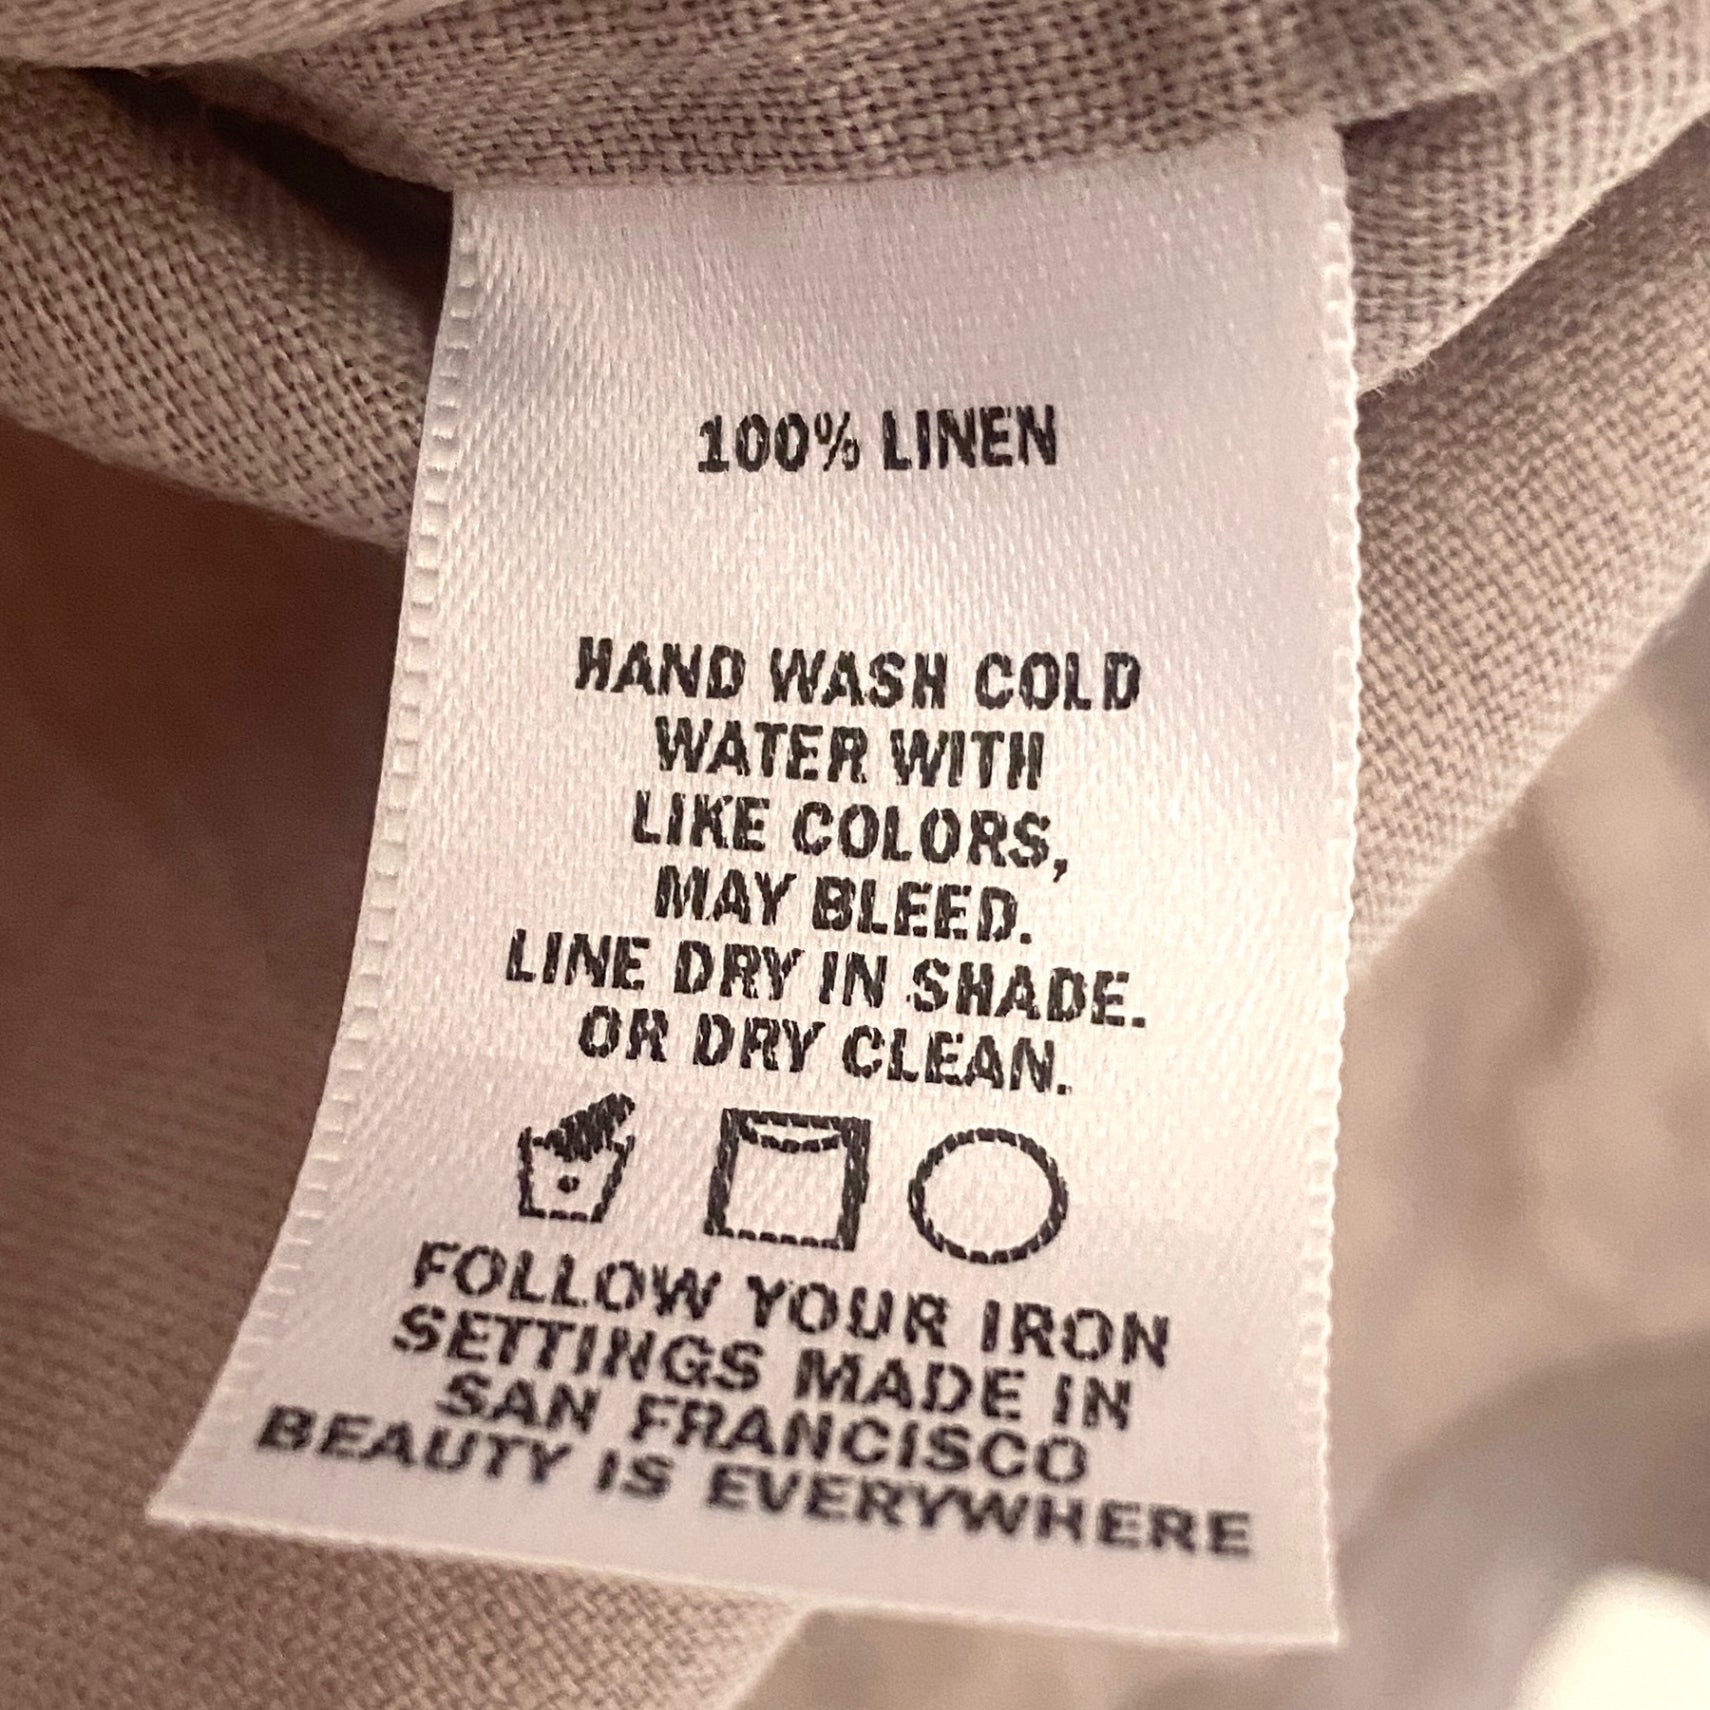 100% LINEN
HAND WASH COLD
WATER WITH
LIKE COLORS,
MAY BLEED.
LINE DRY IN SHADE.
OR DRY CLEAN.
FOLLOW YOUR IRON
SETTINGS MADE IN
SAN FRANCISCO
BEAUTY IS EVERYWHERE